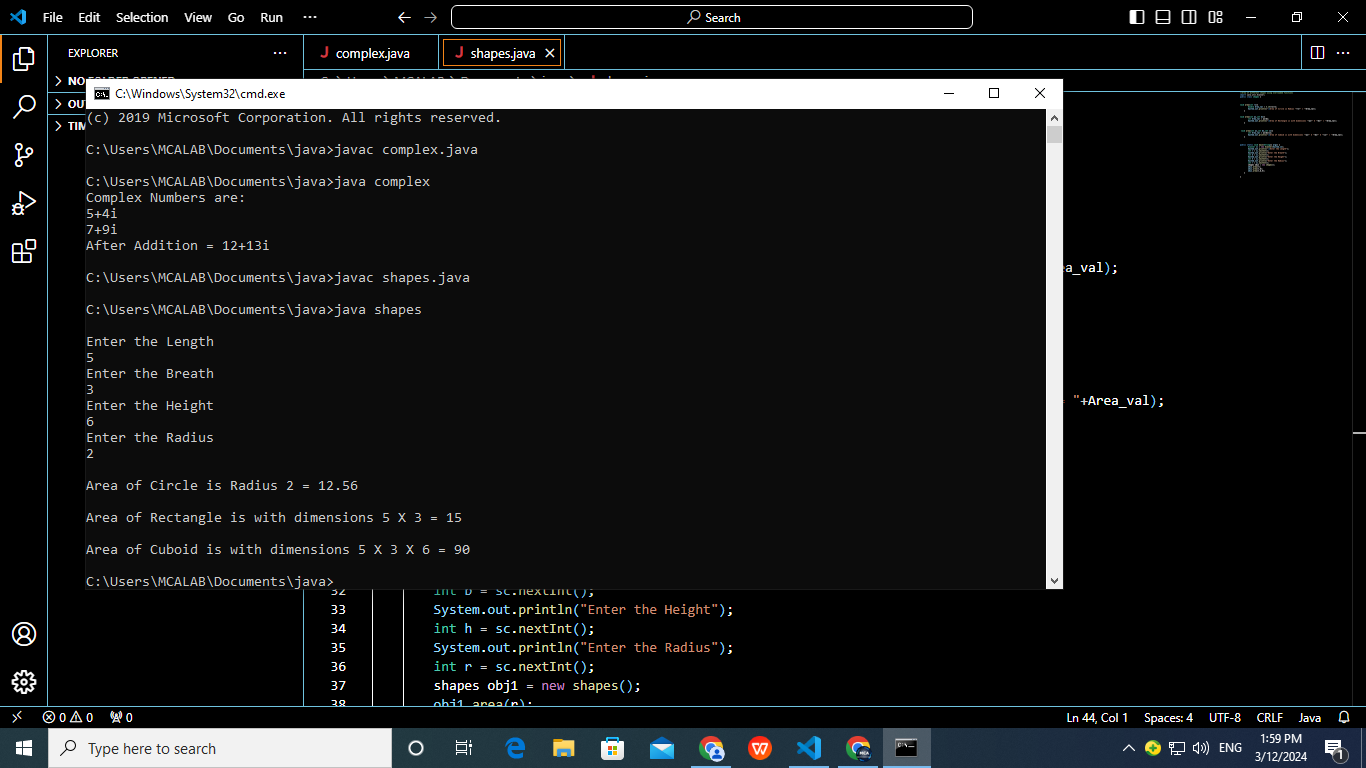 File Edit Selection View Go Run ··· Search
EXPLORER ···
complex.java shapes.java
C:\Windows\System32\cmd.exe
(c) 2019 Microsoft Corporation. All rights reserved.
C:\Users\MCALAB\Documents\java>javac complex.java
C:\Users\MCALAB\Documents\java>java complex
Complex Numbers are:
5+4i
7+9i
After Addition = 12+13i
C:\Users\MCALAB\Documents\java>javac shapes.java
C:\Users\MCALAB\Documents\java>java shapes
Enter the Length
5
Enter the Breath
3
Enter the Height
6
Enter the Radius
2
Area of Circle is Radius 2 = 12.56
Area of Rectangle is with dimensions 5 X 3 = 15
Area of Cuboid is with dimensions 5 X 3 X 6 = 90
C:\Users\MCALAB\Documents\java>
ea_val);
"+Area_val);
32 int b = sc.nextInt();
33 System.out.println("Enter the Height");
34 int h = sc.nextInt();
35 System.out.println("Enter the Radius");
36 int r = sc.nextInt();
37 shapes obj1 = new shapes();
38 obj1.area(r);
0 0 0 Ln 44, Col 1 Spaces: 4 UTF-8 CRLF Java
Type here to search
ENG
1:59 PM
3/12/2024
1